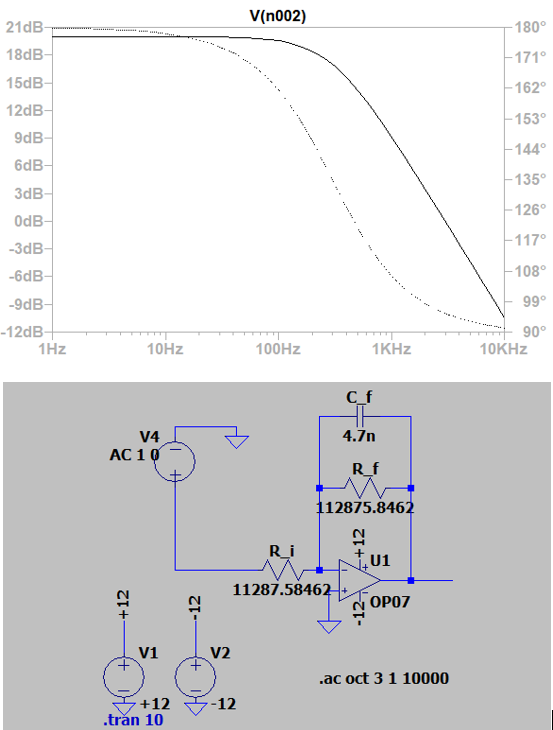 V(n002)
21dB
18dB
15dB
12dB
9dB
6dB
3dB
0dB
-3dB
-6dB
-9dB
-12dB
180°
171°
162°
153°
144°
135°
126°
117°
108°
99°
90°
1Hz 10Hz 100Hz 1KHz 10KHz
C_f
4.7n
V4
AC 1 0
R_f
112875.8462
+12
R_i
U1
11287.58462
OP07
-12
+12
-12
V1
V2
.ac oct 3 1 10000
+12
-12
.tran 10